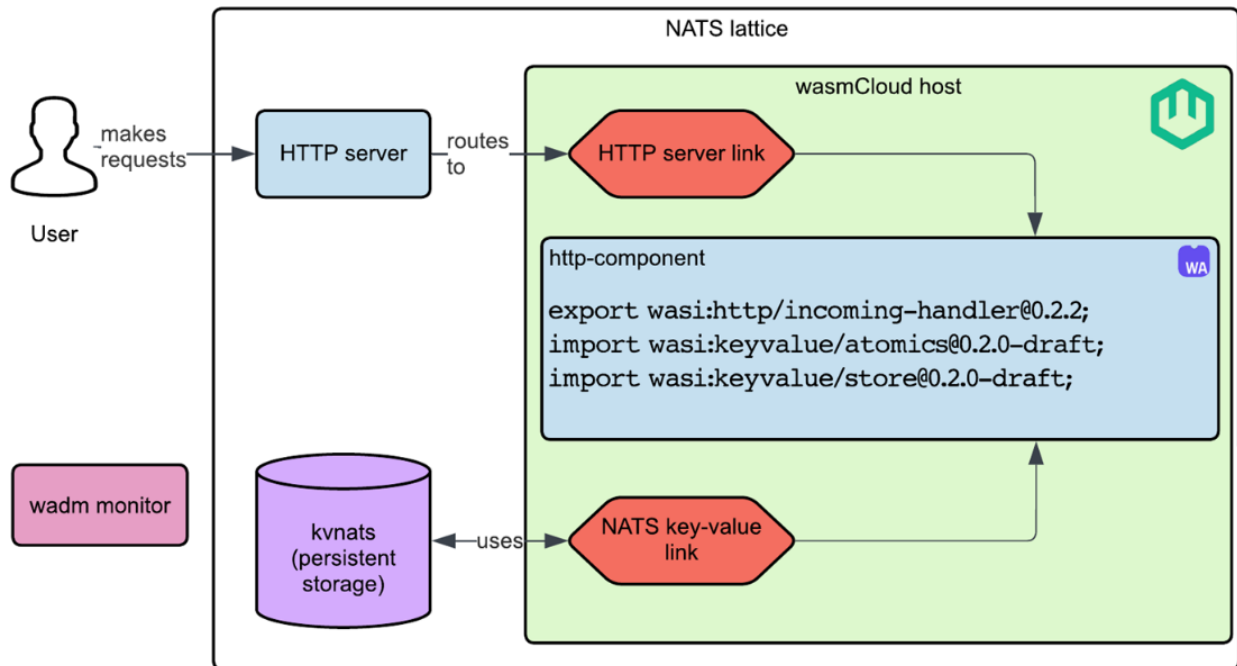 NATS lattice
wasmCloud host
makes
requests
HTTP server
routes
to
HTTP server link
User
http-component
WA
export wasi:http/incoming-handler@0.2.2;
import wasi:keyvalue/atomics@0.2.0-draft;
import wasi:keyvalue/store@0.2.0-draft;
wadm monitor
kvnats
(persistent
storage)
uses
NATS key-value
link